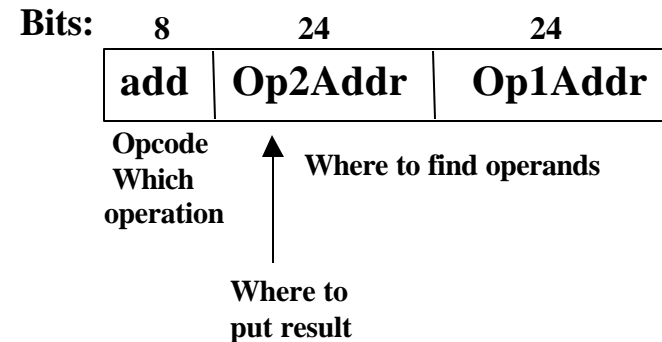 Bits: 8 24 24
add Op2Addr Op1Addr
Opcode
Which
operation
Where to find operands
Where to
put result